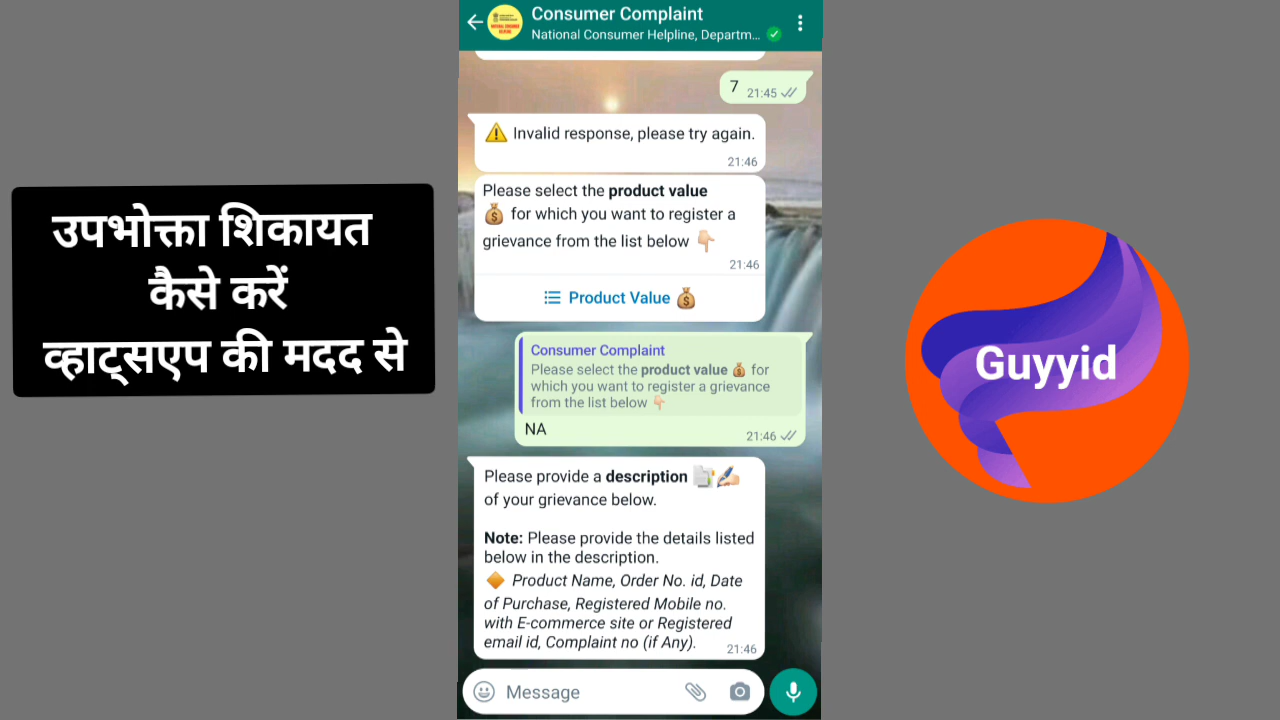 उपभोक्ता शिकायत
कैसे करें
व्हाट्सएप की मदद से
Consumer Complaint
National Consumer Helpline, Departm...
7 21:45
⚠️ Invalid response, please try again.
21:46
Please select the product value
💰 for which you want to register a
grievance from the list below 👇🏻
21:46
Product Value 💰
Consumer Complaint
Please select the product value 💰 for
which you want to register a grievance
from the list below 👇🏻
NA
21:46
Please provide a description 📑✍🏻
of your grievance below.
Note: Please provide the details listed
below in the description.
🔶 Product Name, Order No. id, Date
of Purchase, Registered Mobile no.
with E-commerce site or Registered
email id, Complaint no (if Any).
21:46
Message
Guyyid